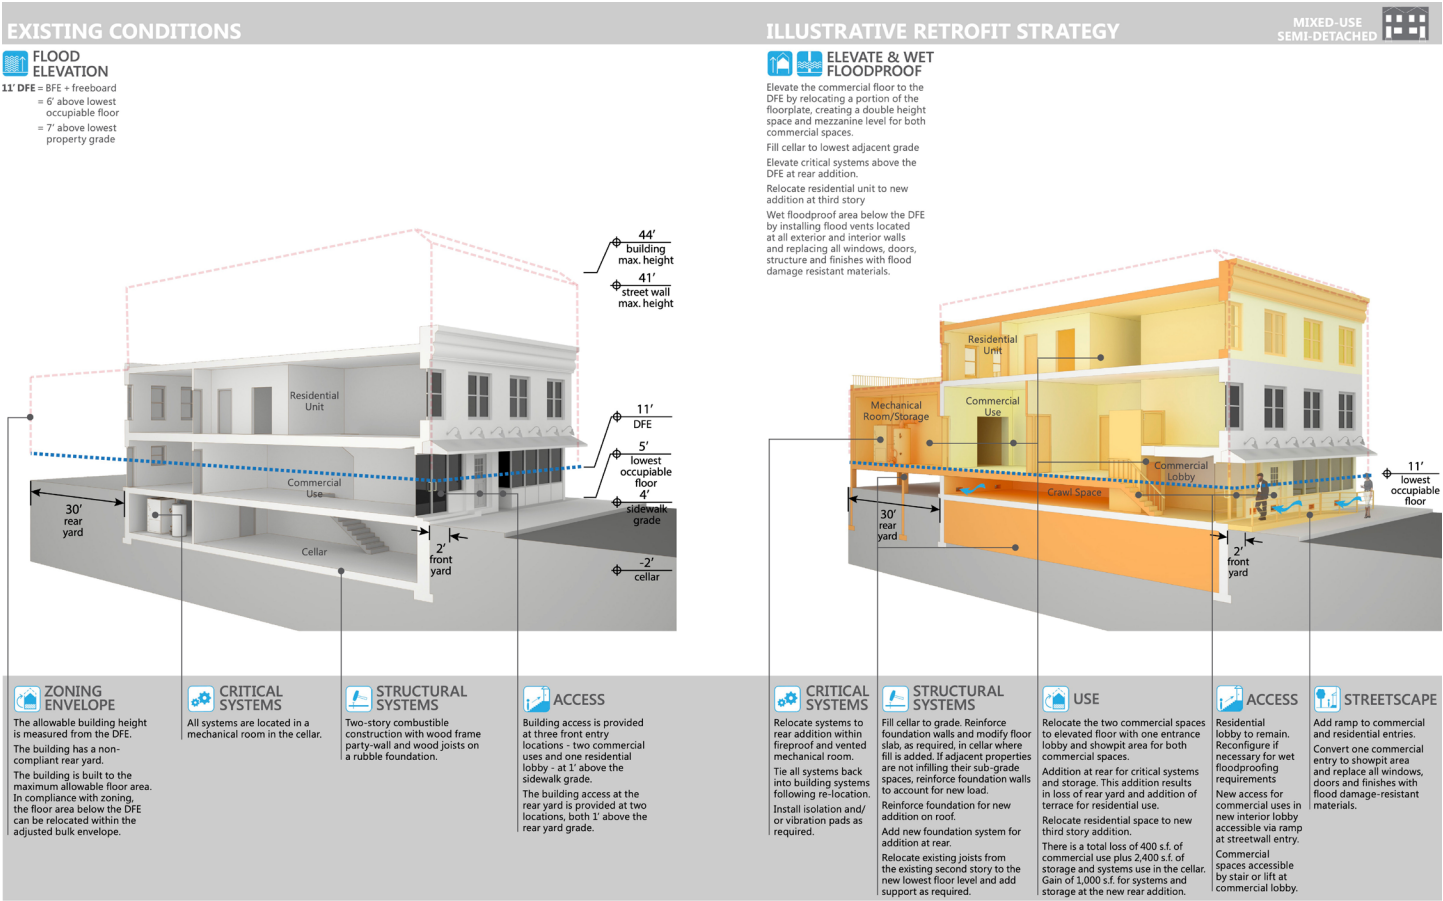 EXISTING CONDITIONS
FLOOD
ELEVATION
11' DFE = BFE + freeboard
= 6' above lowest
occupiable floor
= 7' above lowest
property grade
44'
building
max. height
41'
street wall
max. height
11'
DFE
5'
lowest
occupiable
floor
4'
sidewalk
grade
-2'
cellar
Residential
Unit
Commercial
Use
Cellar
30'
rear
yard
2'
front
yard
ZONING
ENVELOPE
The allowable building height
is measured from the DFE.
The building has a non-
compliant rear yard.
The building is built to the
maximum allowable floor area.
In compliance with zoning,
the floor area below the DFE
can be relocated within the
adjusted bulk envelope.
CRITICAL
SYSTEMS
All systems are located in a
mechanical room in the cellar.
STRUCTURAL
SYSTEMS
Two-story combustible
construction with wood frame
party-wall and wood joists on
a rubble foundation.
ACCESS
Building access is provided
at three front entry
locations - two commercial
uses and one residential
lobby - at 1' above the
sidewalk grade.
The building access at the
rear yard is provided at two
locations, both 1' above the
rear yard grade.
ILLUSTRATIVE RETROFIT STRATEGY
MIXED-USE
SEMI-DETACHED
ELEVATE & WET
FLOODPROOF
Elevate the commercial floor to the
DFE by relocating a portion of the
floorplate, creating a double height
space and mezzanine level for both
commercial spaces.
Fill cellar to lowest adjacent grade
Elevate critical systems above the
DFE at rear addition.
Relocate residential unit to new
addition at third story
Wet floodproof area below the DFE
by installing flood vents located
at all exterior and interior walls
and replacing all windows, doors,
structure and finishes with flood
damage resistant materials.
Residential
Unit
Mechanical
Room/Storage
Commercial
Use
Commercial
Lobby
Crawl Space
11'
lowest
occupiable
floor
30'
rear
yard
2'
front
yard
CRITICAL
SYSTEMS
Relocate systems to
rear addition within
fireproof and vented
mechanical room.
Tie all systems back
into building systems
following re-location.
Install isolation and/
or vibration pads as
required.
STRUCTURAL
SYSTEMS
Fill cellar to grade. Reinforce
foundation walls and modify floor
slab, as required, in cellar where
fill is added. If adjacent properties
are not infilling their sub-grade
spaces, reinforce foundation walls
to account for new load.
Reinforce foundation for new
addition on roof.
Add new foundation system for
addition at rear.
Relocate existing joists from
the existing second story to the
new lowest floor level and add
support as required.
USE
Relocate the two commercial spaces
to elevated floor with one entrance
lobby and showpit area for both
commercial spaces.
Addition at rear for critical systems
and storage. This addition results
in loss of rear yard and addition of
terrace for residential use.
Relocate residential space to new
third story addition.
There is a total loss of 400 s.f. of
commercial use plus 2,400 s.f. of
storage and systems use in the cellar.
Gain of 1,000 s.f. for systems and
storage at the new rear addition.
ACCESS
Residential
lobby to remain.
Reconfigure if
necessary for wet
floodproofing
requirements
New access for
commercial uses in
new interior lobby
accessible via ramp
at streetwall entry.
Commercial
spaces accessible
by stair or lift at
commercial lobby.
STREETSCAPE
Add ramp to commercial
and residential entries.
Convert one commercial
entry to showpit area
and replace all windows,
doors and finishes with
flood damage-resistant
materials.